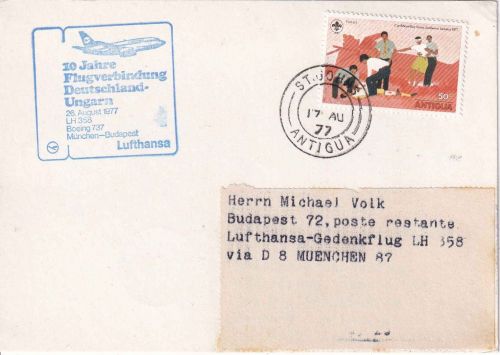 10 Jahre
Flugverbindung
Deutschland-
Ungarn
26. August 1977
LH 358
Boeing 737
München-Budapest
Lufthansa
50c
ANTIGUA
ST. JOHN'S
17 AU
77
ANTIGUA
Herrn Michael Volk
Budapest 72, poste restante
Lufthansa-Gedenkflug LH 358
via D 8 MUENCHEN 87